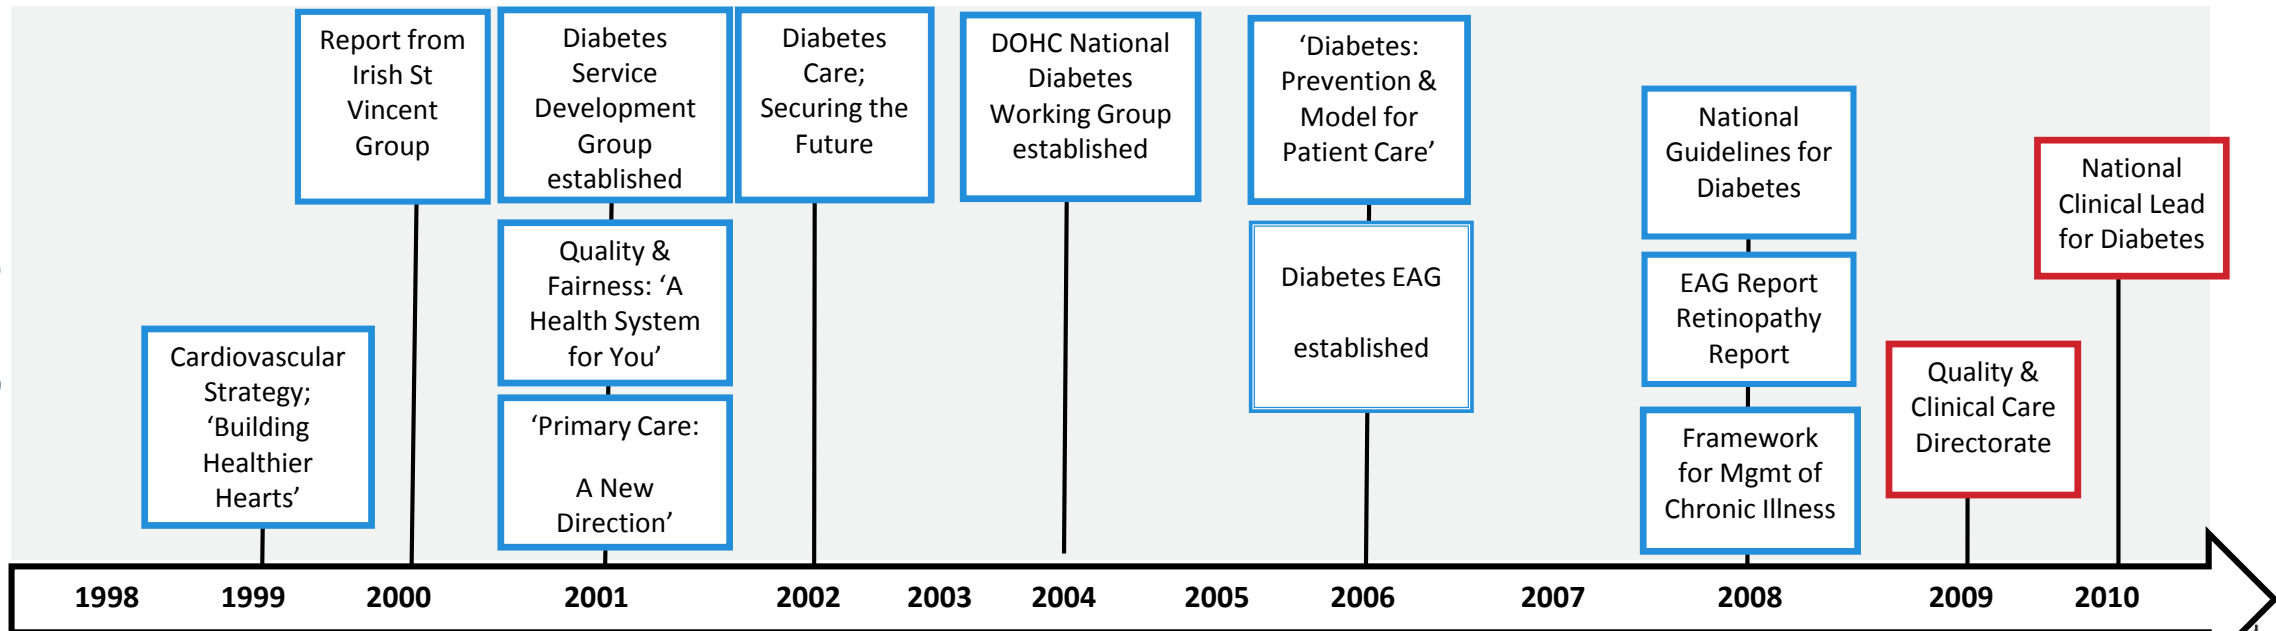 Report from
Irish St
Vincent
Group
Diabetes
Service
Development
Group
established
Diabetes
Care;
Securing the
Future
DOHC National
Diabetes
Working Group
established
‘Diabetes:
Prevention &
Model for
Patient Care’
National
Guidelines for
Diabetes
National
Clinical Lead
for Diabetes
Quality &
Fairness: ‘A
Health System
for You’
Diabetes EAG
established
EAG Report
Retinopathy
Report
Cardiovascular
Strategy;
‘Building
Healthier
Hearts’
‘Primary Care:
A New
Direction’
Framework
for Mgmt of
Chronic Illness
Quality &
Clinical Care
Directorate
1998 1999 2000 2001 2002 2003 2004 2005 2006 2007 2008 2009 2010